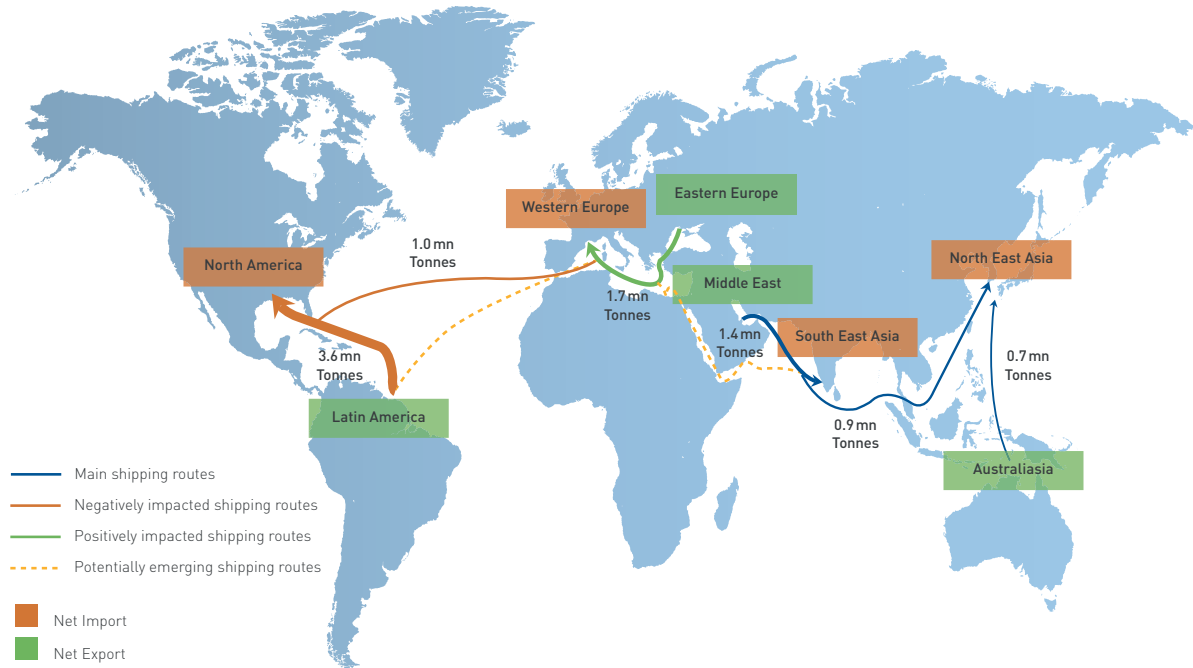 Eastern Europe
Western Europe
1.0 mn
Tonnes
North America
North East Asia
Middle East
1.7 mn
Tonnes
1.4 mn
Tonnes
South East Asia
3.6 mn
Tonnes
0.7 mn
Tonnes
Latin America
0.9 mn
Tonnes
Australiasia
Main shipping routes
Negatively impacted shipping routes
Positively impacted shipping routes
Potentially emerging shipping routes
Net Import
Net Export